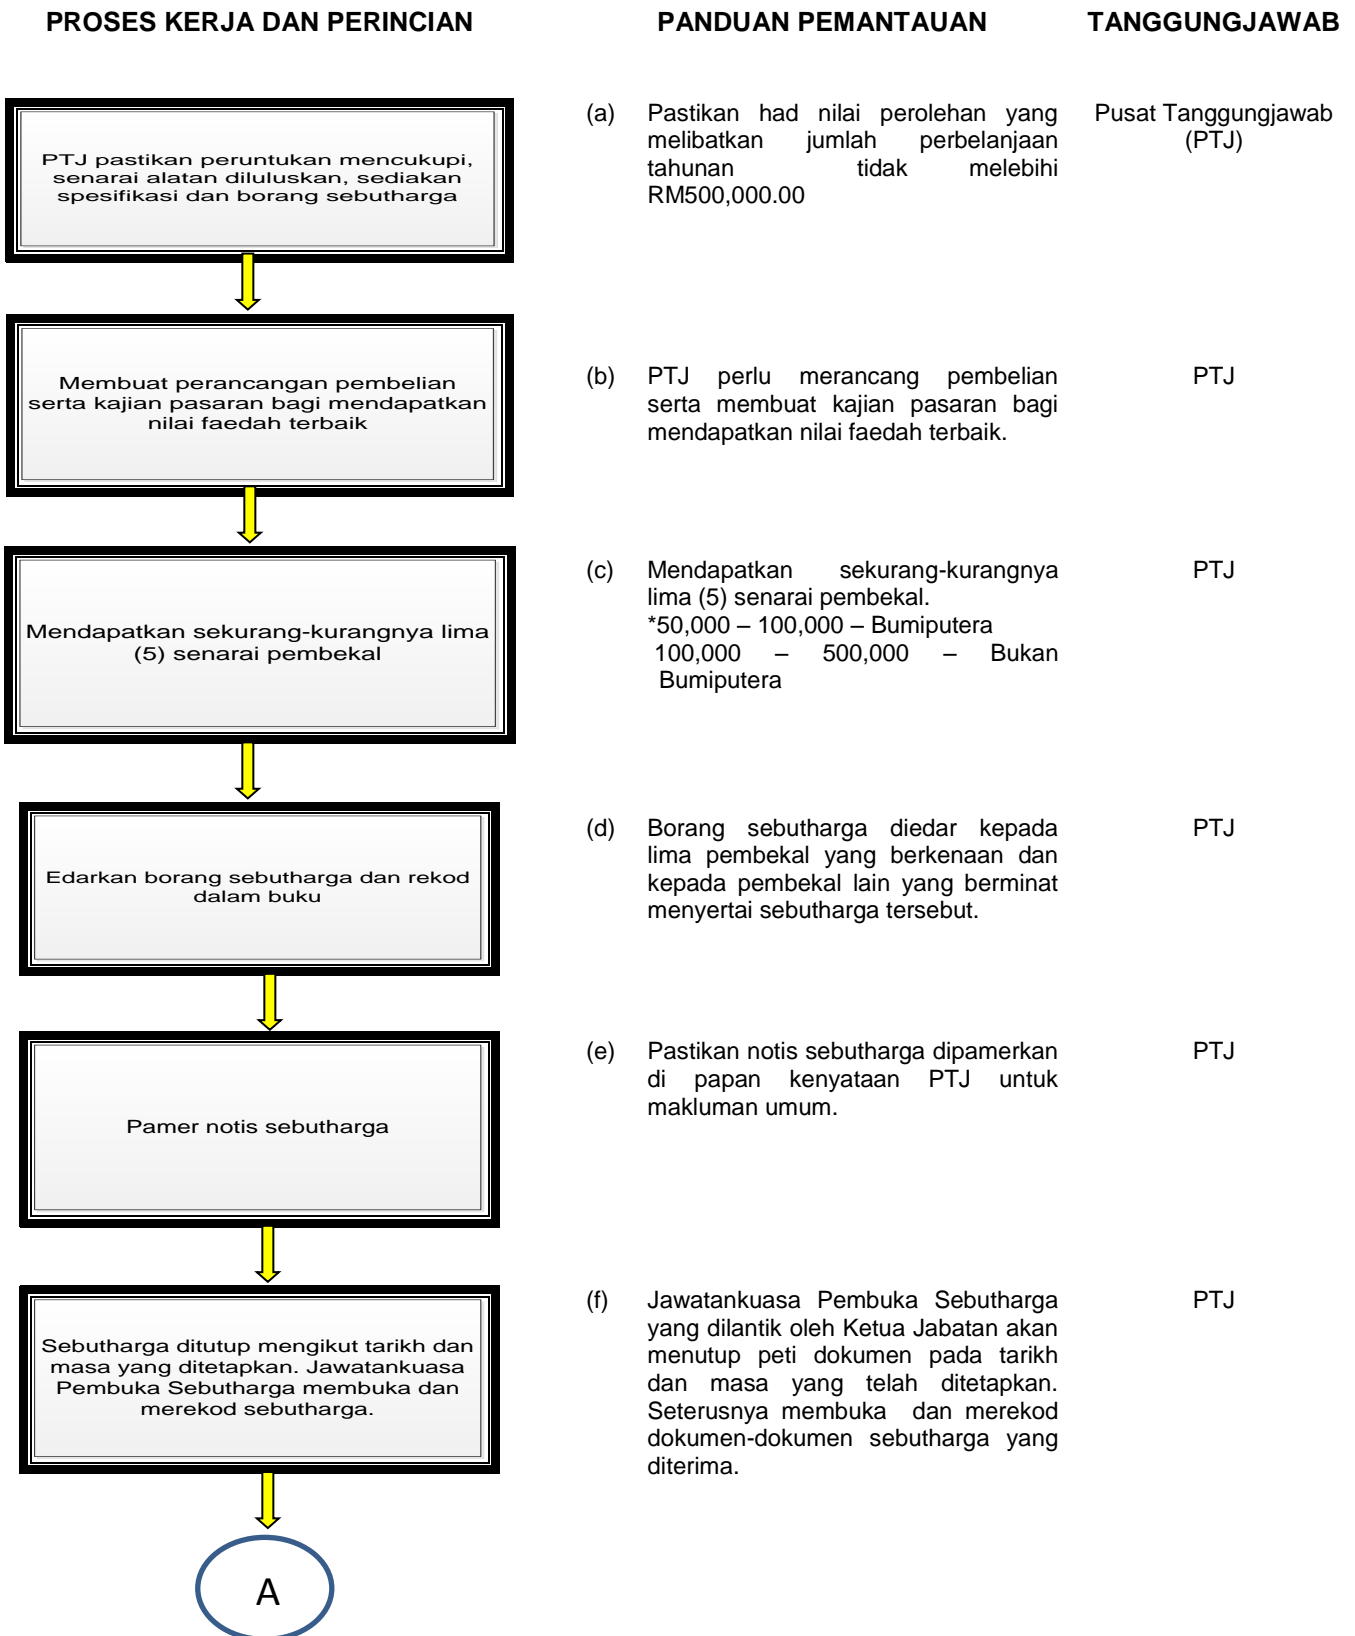 PROSES KERJA DAN PERINCIAN
PANDUAN PEMANTAUAN
TANGGUNGJAWAB
PTJ pastikan peruntukan mencukupi,
senarai alatan diluluskan, sediakan
spesifikasi dan borang sebutharga
(a) Pastikan had nilai perolehan yang
melibatkan jumlah perbelanjaan
tahunan tidak melebihi
RM500,000.00
Pusat Tanggungjawab
(PTJ)
Membuat perancangan pembelian
serta kajian pasaran bagi mendapatkan
nilai faedah terbaik
(b) PTJ perlu merancang pembelian
serta membuat kajian pasaran bagi
mendapatkan nilai faedah terbaik.
PTJ
Mendapatkan sekurang-kurangnya lima
(5) senarai pembekal
(c) Mendapatkan sekurang-kurangnya
lima (5) senarai pembekal.
*50,000 – 100,000 – Bumiputera
100,000 – 500,000 – Bukan
Bumiputera
PTJ
Edarkan borang sebutharga dan rekod
dalam buku
(d) Borang sebutharga diedar kepada
lima pembekal yang berkenaan dan
kepada pembekal lain yang berminat
menyertai sebutharga tersebut.
PTJ
Pamer notis sebutharga
(e) Pastikan notis sebutharga dipamerkan
di papan kenyataan PTJ untuk
makluman umum.
PTJ
Sebutharga ditutup mengikut tarikh dan
masa yang ditetapkan. Jawatankuasa
Pembuka Sebutharga membuka dan
merekod sebutharga.
(f) Jawatankuasa Pembuka Sebutharga
yang dilantik oleh Ketua Jabatan akan
menutup peti dokumen pada tarikh
dan masa yang telah ditetapkan.
Seterusnya membuka dan merekod
dokumen-dokumen sebutharga yang
diterima.
PTJ
A